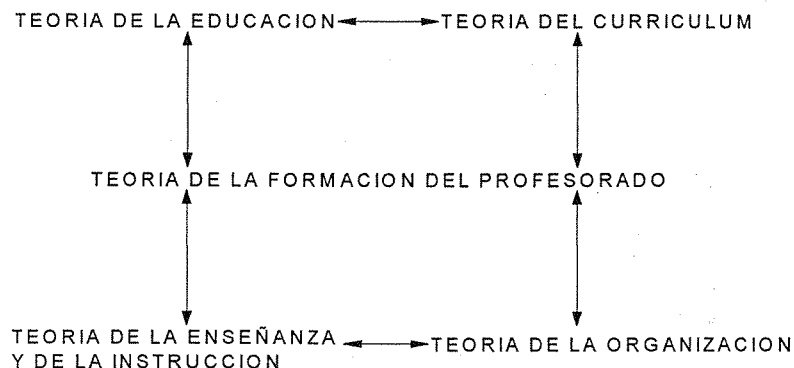 TEORIA DE LA EDUCACION
TEORIA DEL CURRICULUM
TEORIA DE LA FORMACION DEL PROFESORADO
TEORIA DE LA ENSEÑANZA
Y DE LA INSTRUCCION
TEORIA DE LA ORGANIZACION